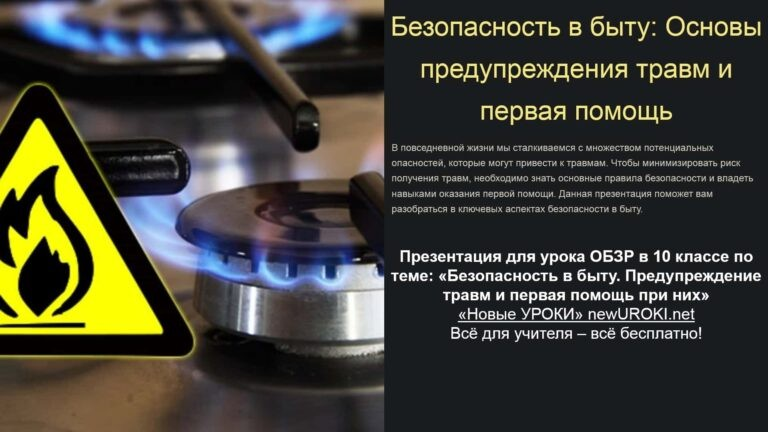 Безопасность в быту: Основы
предупреждения травм и
первая помощь
В повседневной жизни мы сталкиваемся с множеством потенциальных
опасностей, которые могут привести к травмам. Чтобы минимизировать риск
получения травм, необходимо знать основные правила безопасности и владеть
навыками оказания первой помощи. Данная презентация поможет вам
разобраться в ключевых аспектах безопасности в быту.
Презентация для урока ОБЗР в 10 классе по
теме: «Безопасность в быту. Предупреждение
травм и первая помощь при них»
«Новые УРОКИ» newUROKI.net
Всё для учителя – всё бесплатно!